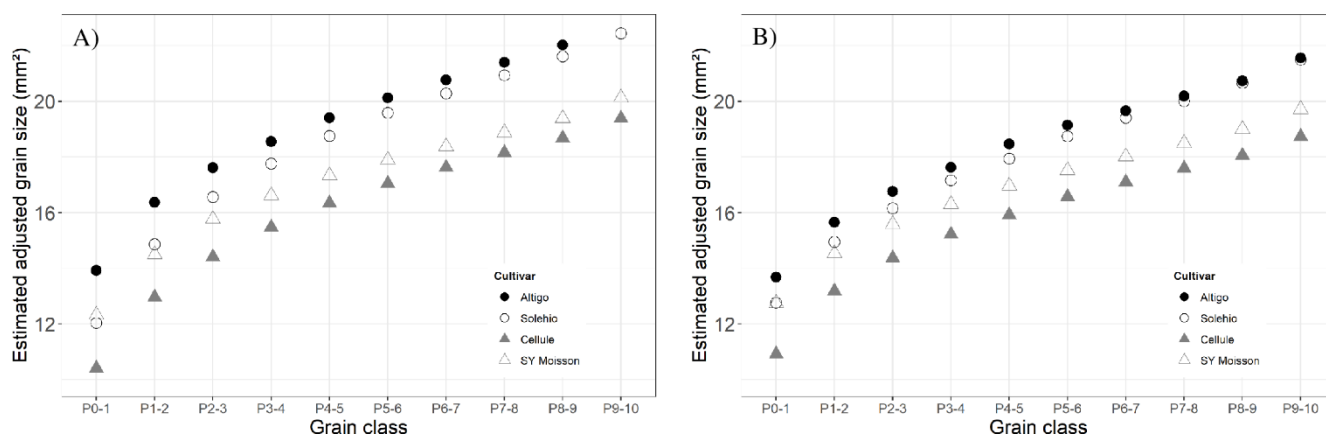 A)
Estimated adjusted grain size (mm²)
20
16
12
Cultivar
Altigo
Solehio
Cellule
SY Moisson
P0-1 P1-2 P2-3 P3-4 P4-5 P5-6 P6-7 P7-8 P8-9 P9-10
Grain class
B)
Estimated adjusted grain size (mm²)
20
16
12
Cultivar
Altigo
Solehio
Cellule
SY Moisson
P0-1 P1-2 P2-3 P3-4 P4-5 P5-6 P6-7 P7-8 P8-9 P9-10
Grain class